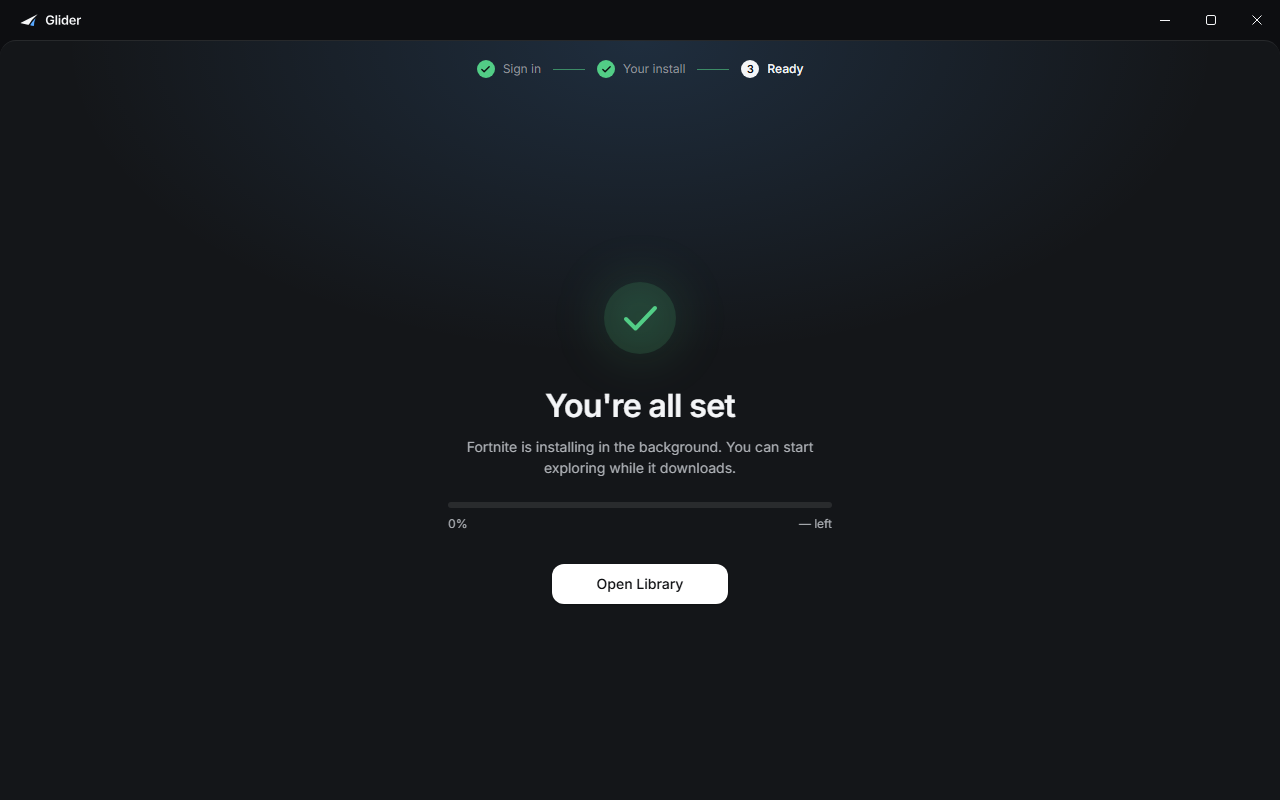 Glider
Sign in
Your install
3
Ready
You're all set
Fortnite is installing in the background. You can start
exploring while it downloads.
0%
— left
Open Library